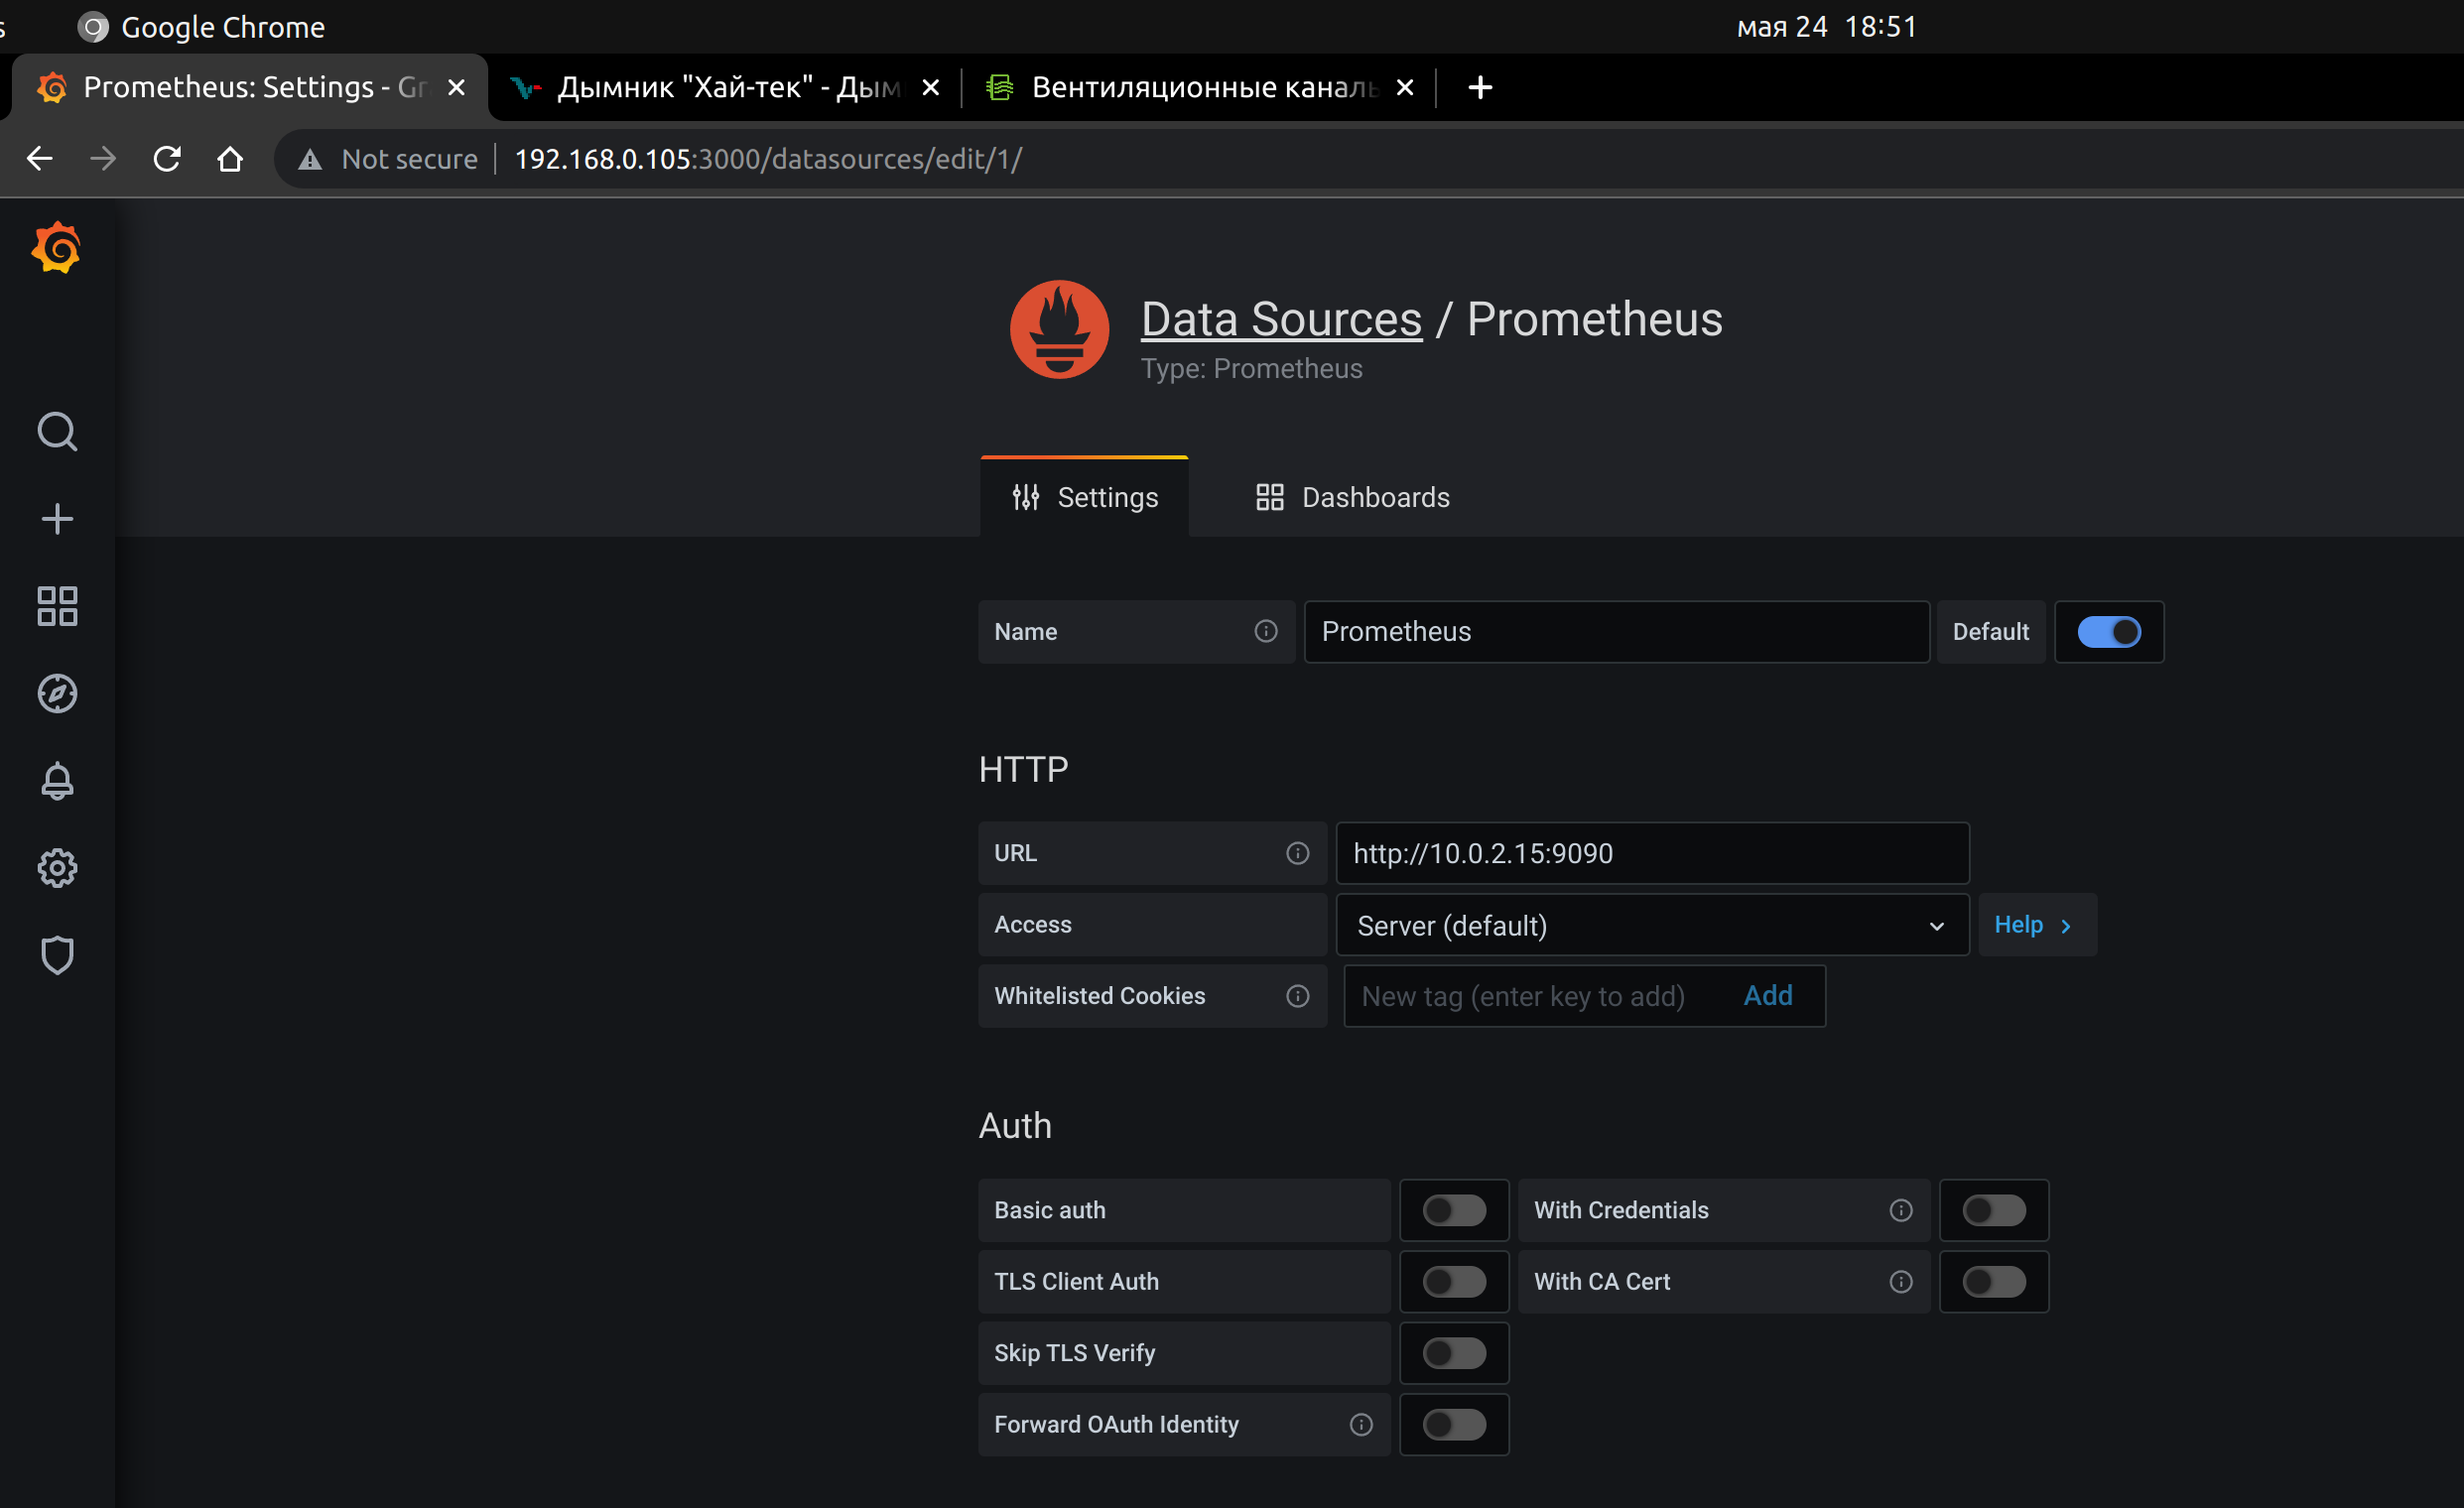 Google Chrome
мая 24 18:51
Prometheus: Settings -
Дымник "Хай-тек" -
Вентиляционные
Not secure
192.168.0.105:3000/datasources/edit/1/
Data Sources / Prometheus
Type: Prometheus
Settings
Dashboards
Name
Prometheus
Default
HTTP
URL
http://10.0.2.15:9090
Access
Server (default)
Help
Whitelisted Cookies
New tag (enter key to add)
Add
Auth
Basic auth
With Credentials
TLS Client Auth
With CA Cert
Skip TLS Verify
Forward OAuth Identity